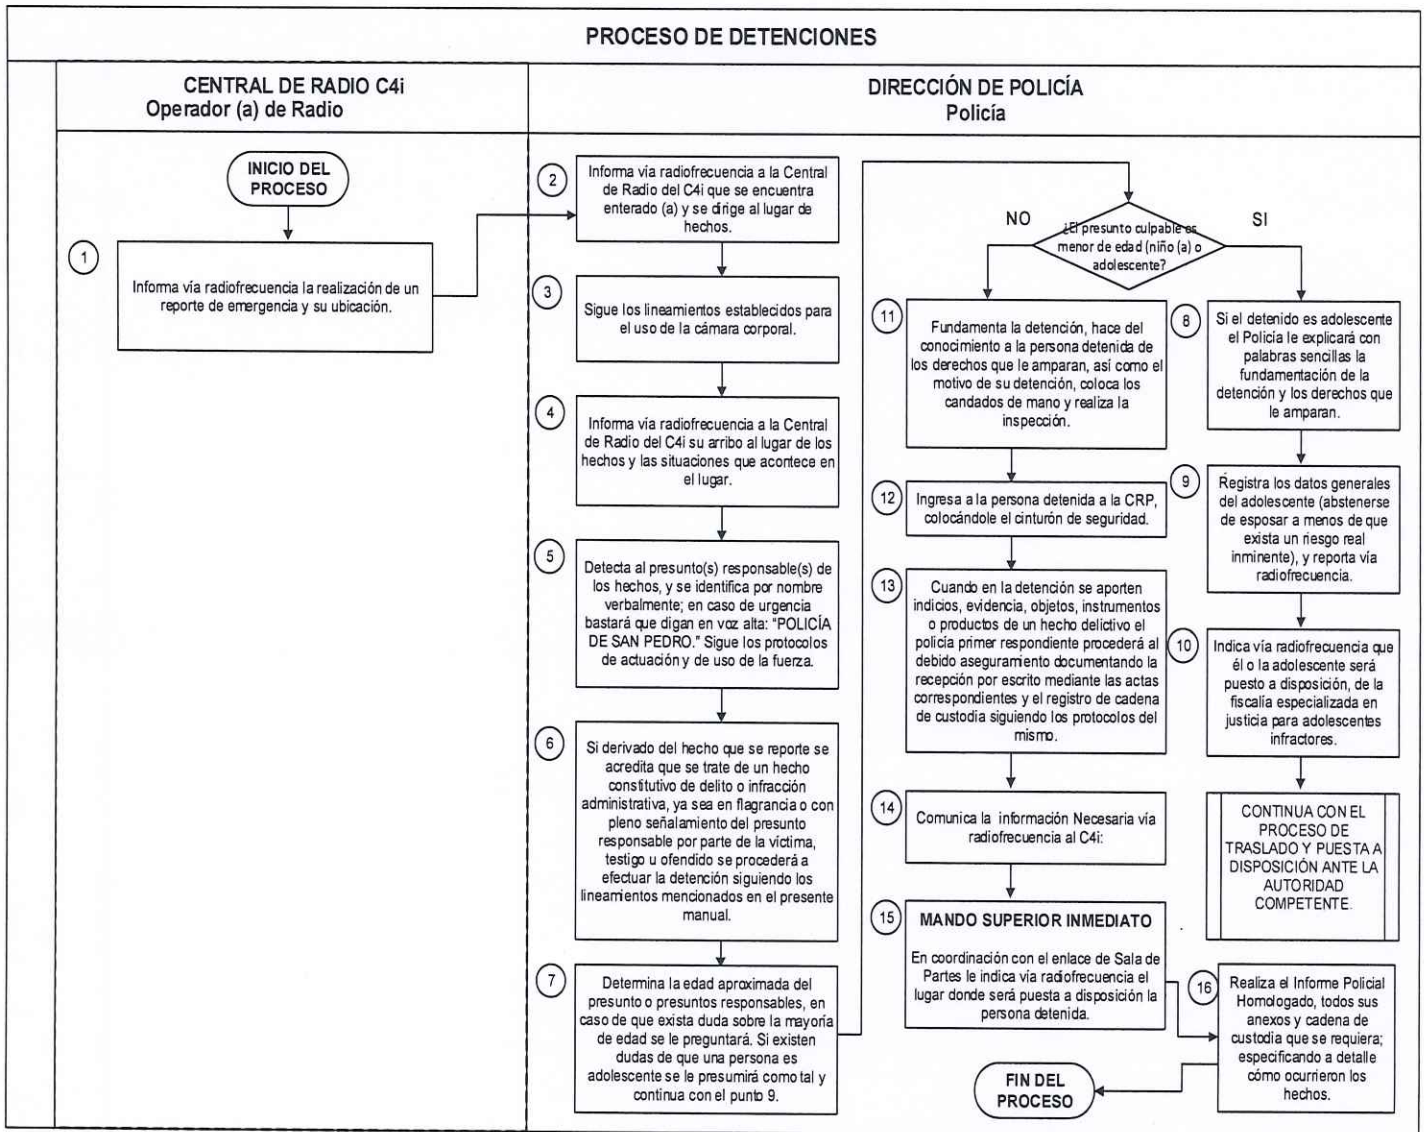 PROCESO DE DETENCIONES
CENTRAL DE RADIO C4i
Operador (a) de Radio
DIRECCIÓN DE POLICÍA
Policía
INICIO DEL
PROCESO
1
Informa vía radiofrecuencia la realización de un
reporte de emergencia y su ubicación.
2
Informa vía radiofrecuencia a la Central
de Radio del C4i que se encuentra
enterado (a) y se dirige al lugar de
hechos.
3
Sigue los lineamientos establecidos para
el uso de la cámara corporal.
4
Informa vía radiofrecuencia a la Central
de Radio del C4i su arribo al lugar de los
hechos y las situaciones que acontece en
el lugar.
5
Detecta al presunto(s) responsable(s) de
los hechos, y se identifica por nombre
verbalmente; en caso de urgencia
bastará que digan en voz alta: "POLICÍA
DE SAN PEDRO." Sigue los protocolos
de actuación y de uso de la fuerza.
6
Si derivado del hecho que se reporte se
acredita que se trate de un hecho
constitutivo de delito o infracción
administrativa, ya sea en flagrancia o con
pleno señalamiento del presunto
responsable por parte de la víctima,
testigo u ofendido se procederá a
efectuar la detención siguiendo los
lineamientos mencionados en el presente
manual.
7
Determina la edad aproximada del
presunto o presuntos responsables, en
caso de que exista duda sobre la mayoría
de edad se le preguntará. Si existen
dudas de que una persona es
adolescente se le presumirá como tal y
continua con el punto 9.
NO
¿El presunto culpable es
menor de edad (niño (a) o
adolescente?
SI
11
Fundamenta la detención, hace del
conocimiento a la persona detenida de
los derechos que le amparan, así como el
motivo de su detención, coloca los
candados de mano y realiza la
inspección.
12
Ingresa a la persona detenida a la CRP,
colocándole el cinturón de seguridad.
13
Cuando en la detención se aporten
indicios, evidencia, objetos, instrumentos
o productos de un hecho delictivo el
policía primer respondiente procederá al
debido aseguramiento documentando la
recepción por escrito mediante las actas
correspondientes y el registro de cadena
de custodia siguiendo los protocolos del
mismo.
14
Comunica la información Necesaria vía
radiofrecuencia al C4i:
15
MANDO SUPERIOR INMEDIATO
En coordinación con el enlace de Sala de
Partes le indica vía radiofrecuencia el
lugar donde será puesta a disposición la
persona detenida.
8
Si el detenido es adolescente
el Policía le explicará con
palabras sencillas la
fundamentación de la
detención y los derechos que
le amparan.
9
Registra los datos generales
del adolescente (abstenerse
de esposar a menos de que
exista un riesgo real
inminente), y reporta vía
radiofrecuencia.
10
Indica vía radiofrecuencia que
él o la adolescente será
puesto a disposición, de la
fiscalía especializada en
justicia para adolescentes
infractores.
CONTINUA CON EL
PROCESO DE
TRASLADO Y PUESTA A
DISPOSICIÓN ANTE LA
AUTORIDAD
COMPETENTE.
16
Realiza el Informe Policial
Homologado, todos sus
anexos y cadena de
custodia que se requiera;
especificando a detalle
cómo ocurrieron los
hechos.
FIN DEL
PROCESO